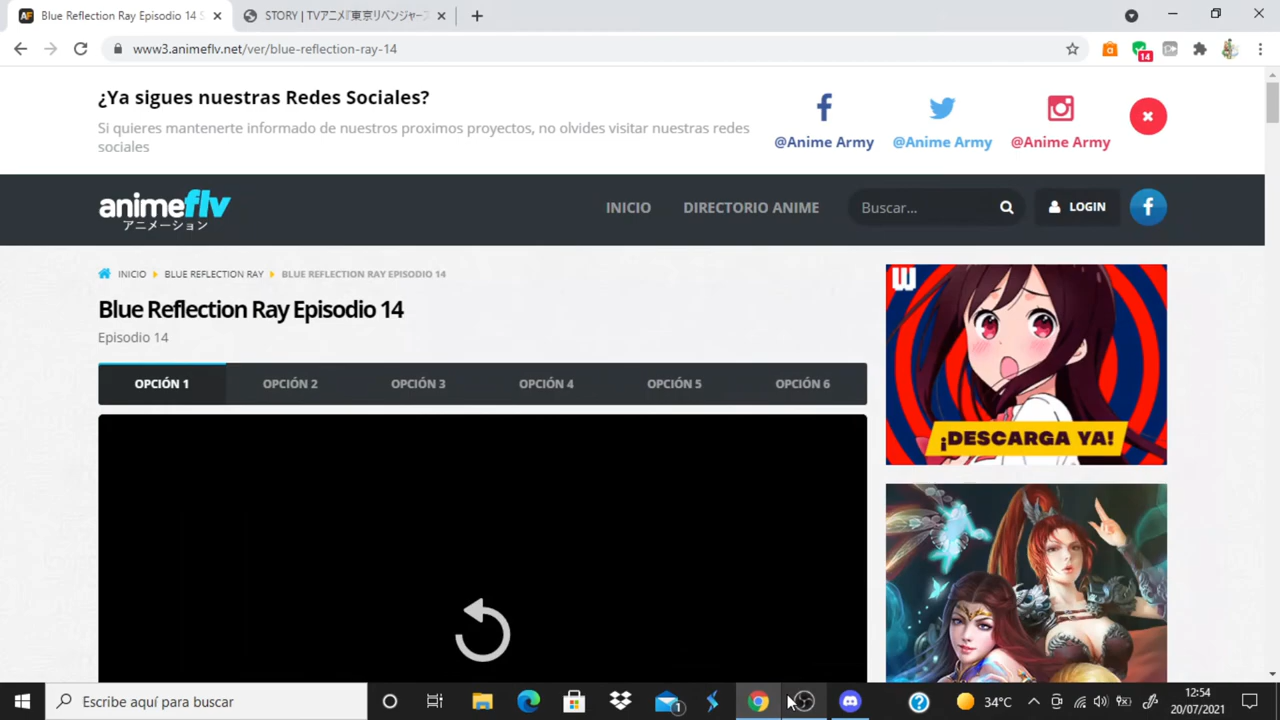 Blue Reflection Ray Episodio 14 S
STORY | TVアニメ『東京リベンジャーズ
www3.animeflv.net/ver/blue-reflection-ray-14
14
¿Ya sigues nuestras Redes Sociales?
Si quieres mantenerte informado de nuestros proximos proyectos, no olvides visitar nuestras redes
sociales
@Anime Army
@Anime Army
@Anime Army
animeflv
アニメーション
INICIO
DIRECTORIO ANIME
Buscar...
LOGIN
INICIO
BLUE REFLECTION RAY
BLUE REFLECTION RAY EPISODIO 14
Blue Reflection Ray Episodio 14
Episodio 14
OPCIÓN 1
OPCIÓN 2
OPCIÓN 3
OPCIÓN 4
OPCIÓN 5
OPCIÓN 6
W
¡DESCARGA YA!
Escribe aquí para buscar
1
34°C
12:54
20/07/2021